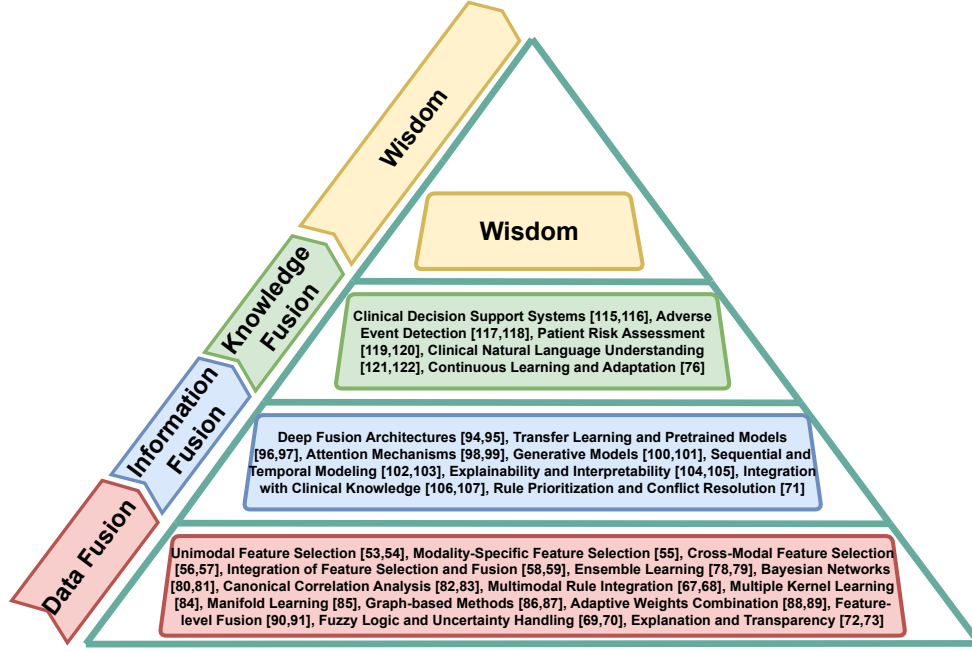 Wisdom
Wisdom
Knowledge
Fusion
Clinical Decision Support Systems [115,116], Adverse
Event Detection [117,118], Patient Risk Assessment
[119,120], Clinical Natural Language Understanding
[121,122], Continuous Learning and Adaptation [76]
Information
Fusion
Deep Fusion Architectures [94,95], Transfer Learning and Pretrained Models
[96,97], Attention Mechanisms [98,99], Generative Models [100,101], Sequential and
Temporal Modeling [102,103], Explainability and Interpretability [104,105], Integration
with Clinical Knowledge [106,107], Rule Prioritization and Conflict Resolution [71]
Data Fusion
Unimodal Feature Selection [53,54], Modality-Specific Feature Selection [55], Cross-Modal Feature Selection
[56,57], Integration of Feature Selection and Fusion [58,59], Ensemble Learning [78,79], Bayesian Networks
[80,81], Canonical Correlation Analysis [82,83], Multimodal Rule Integration [67,68], Multiple Kernel Learning
[84], Manifold Learning [85], Graph-based Methods [86,87], Adaptive Weights Combination [88,89], Feature-
level Fusion [90,91], Fuzzy Logic and Uncertainty Handling [69,70], Explanation and Transparency [72,73]